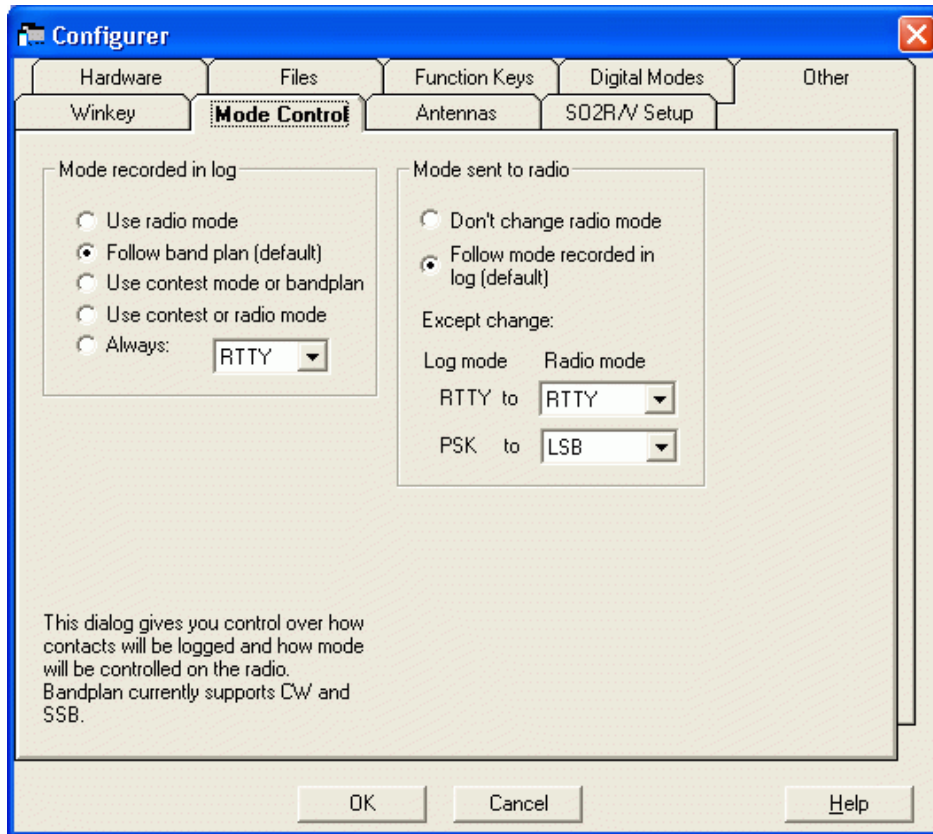 Configurer
Hardware
Files
Function Keys
Digital Modes
Other
Winkey
Mode Control
Antennas
SO2R/V Setup
Mode recorded in log
Use radio mode
Follow band plan (default)
Use contest mode or bandplan
Use contest or radio mode
Always:
RTTY
Mode sent to radio
Don't change radio mode
Follow mode recorded in
log (default)
Except change:
Log mode
Radio mode
RTTY to
RTTY
PSK to
LSB
This dialog gives you control over how
contacts will be logged and how mode
will be controlled on the radio.
Bandplan currently supports CW and
SSB.
OK
Cancel
Help